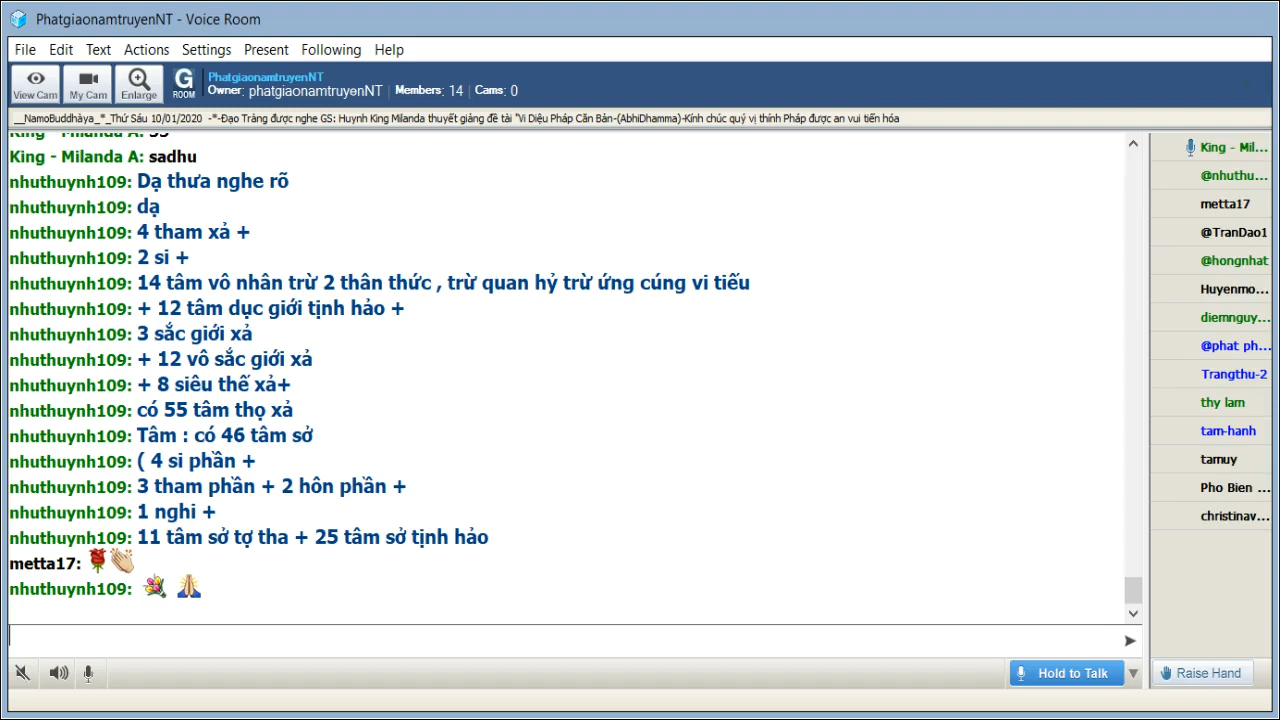 PhatgiaonamtruyenNT - Voice Room
File Edit Text Actions Settings Present Following Help
View Cam My Cam Enlarge G ROOM
PhatgiaonamtruyenNT
Owner: phatgiaonamtruyenNT | Members: 14 | Cams: 0
__NamoBuddhàya_*_Thứ Sáu 10/01/2020 -*-Đạo Tràng được nghe GS: Huynh King Milanda thuyết giảng đề tài "Vi Diệu Pháp Căn Bản-(AbhiDhamma)-Kính chúc quý vị thính Pháp được an vui tiến hóa
King - Milanda A: 55
King - Milanda A: sadhu
nhuthuynh109: Dạ thưa nghe rõ
nhuthuynh109: dạ
nhuthuynh109: 4 tham xả +
nhuthuynh109: 2 si +
nhuthuynh109: 14 tâm vô nhân trừ 2 thân thức , trừ quan hỷ trừ ứng cúng vi tiếu
nhuthuynh109: + 12 tâm dục giới tịnh hảo +
nhuthuynh109: 3 sắc giới xả
nhuthuynh109: + 12 vô sắc giới xả
nhuthuynh109: + 8 siêu thế xả+
nhuthuynh109: có 55 tâm thọ xả
nhuthuynh109: Tâm : có 46 tâm sở
nhuthuynh109: ( 4 si phần +
nhuthuynh109: 3 tham phần + 2 hôn phần +
nhuthuynh109: 1 nghi +
nhuthuynh109: 11 tâm sở tợ tha + 25 tâm sở tịnh hảo
metta17:
nhuthuynh109:
King - Mil...
@nhuthu...
metta17
@TranDao1
@hongnhat
Huyenmo...
diemnguy...
@phat ph...
Trangthu-2
thy lam
tam-hanh
tamuy
Pho Bien ...
christinav...
Hold to Talk
Raise Hand